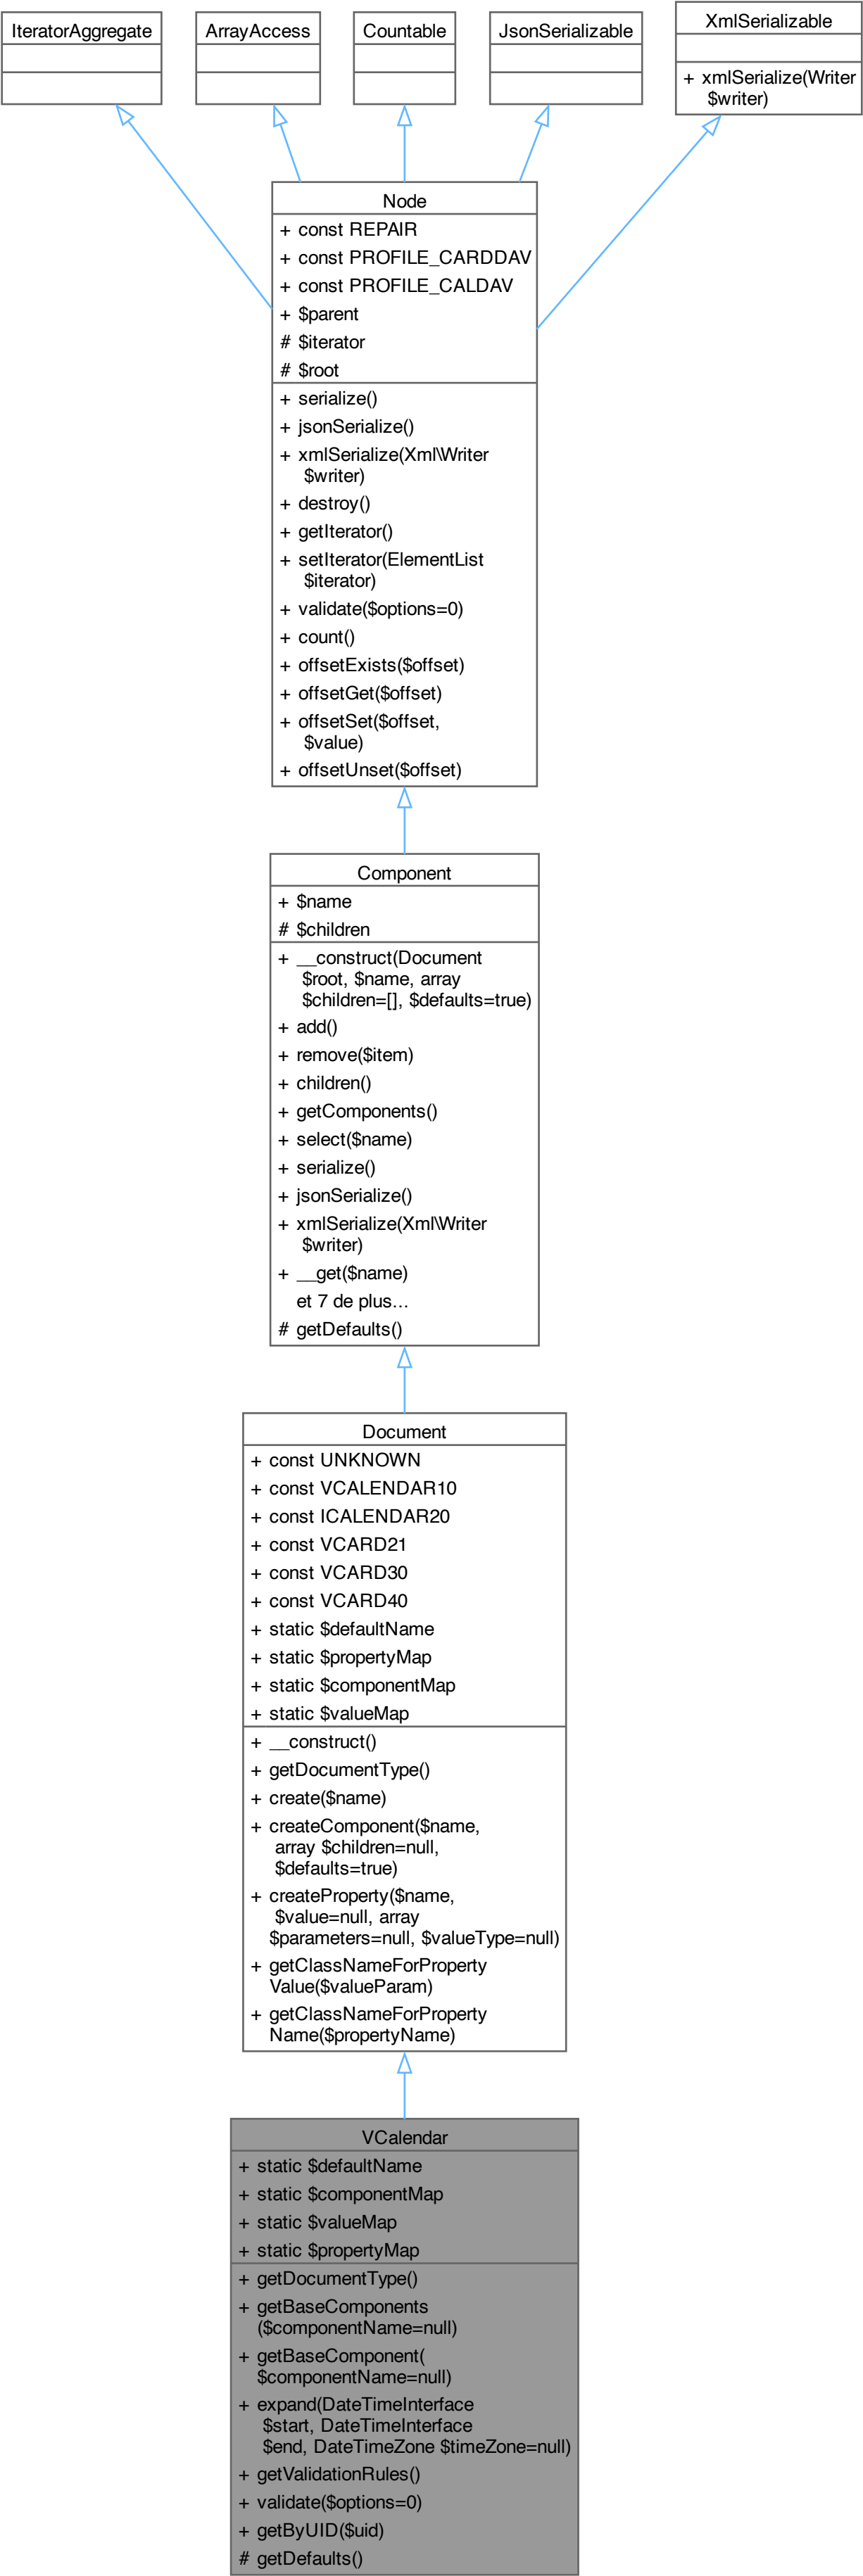 IteratorAggregate
ArrayAccess
Countable
JsonSerializable
XmlSerializable
+ xmlSerialize(Writer
$writer)
Node
+ const REPAIR
+ const PROFILE_CARDDAV
+ const PROFILE_CALDAV
+ $parent
# $iterator
# $root
+ serialize()
+ jsonSerialize()
+ xmlSerialize(Xml\Writer
$writer)
+ destroy()
+ getIterator()
+ setIterator(ElementList
$iterator)
+ validate($options=0)
+ count()
+ offsetExists($offset)
+ offsetGet($offset)
+ offsetSet($offset,
$value)
+ offsetUnset($offset)
Component
+ $name
# $children
+ __construct(Document
$root, $name, array
$children=[], $defaults=true)
+ add()
+ remove($item)
+ children()
+ getComponents()
+ select($name)
+ serialize()
+ jsonSerialize()
+ xmlSerialize(Xml\Writer
$writer)
+ __get($name)
et 7 de plus...
# getDefaults()
Document
+ const UNKNOWN
+ const VCALENDAR10
+ const ICALENDAR20
+ const VCARD21
+ const VCARD30
+ const VCARD40
+ static $defaultName
+ static $propertyMap
+ static $componentMap
+ static $valueMap
+ __construct()
+ getDocumentType()
+ create($name)
+ createComponent($name,
array $children=null,
$defaults=true)
+ createProperty($name,
$value=null, array
$parameters=null, $valueType=null)
+ getClassNameForProperty
Value($valueParam)
+ getClassNameForProperty
Name($propertyName)
VCalendar
+ static $defaultName
+ static $componentMap
+ static $valueMap
+ static $propertyMap
+ getDocumentType()
+ getBaseComponents
($componentName=null)
+ getBaseComponent(
$componentName=null)
+ expand(DateTimeInterface
$start, DateTimeInterface
$end, DateTimeZone $timeZone=null)
+ getValidationRules()
+ validate($options=0)
+ getByUID($uid)
# getDefaults()